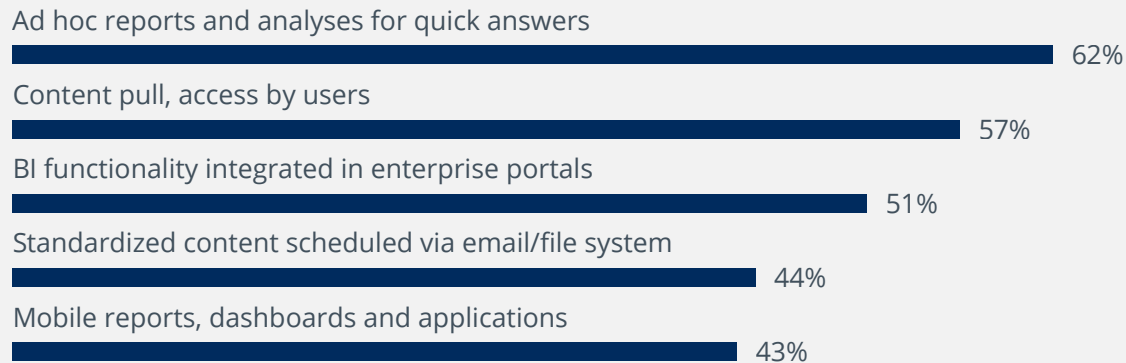 Ad hoc reports and analyses for quick answers
62%
Content pull, access by users
57%
BI functionality integrated in enterprise portals
51%
Standardized content scheduled via email/file system
44%
Mobile reports, dashboards and applications
43%